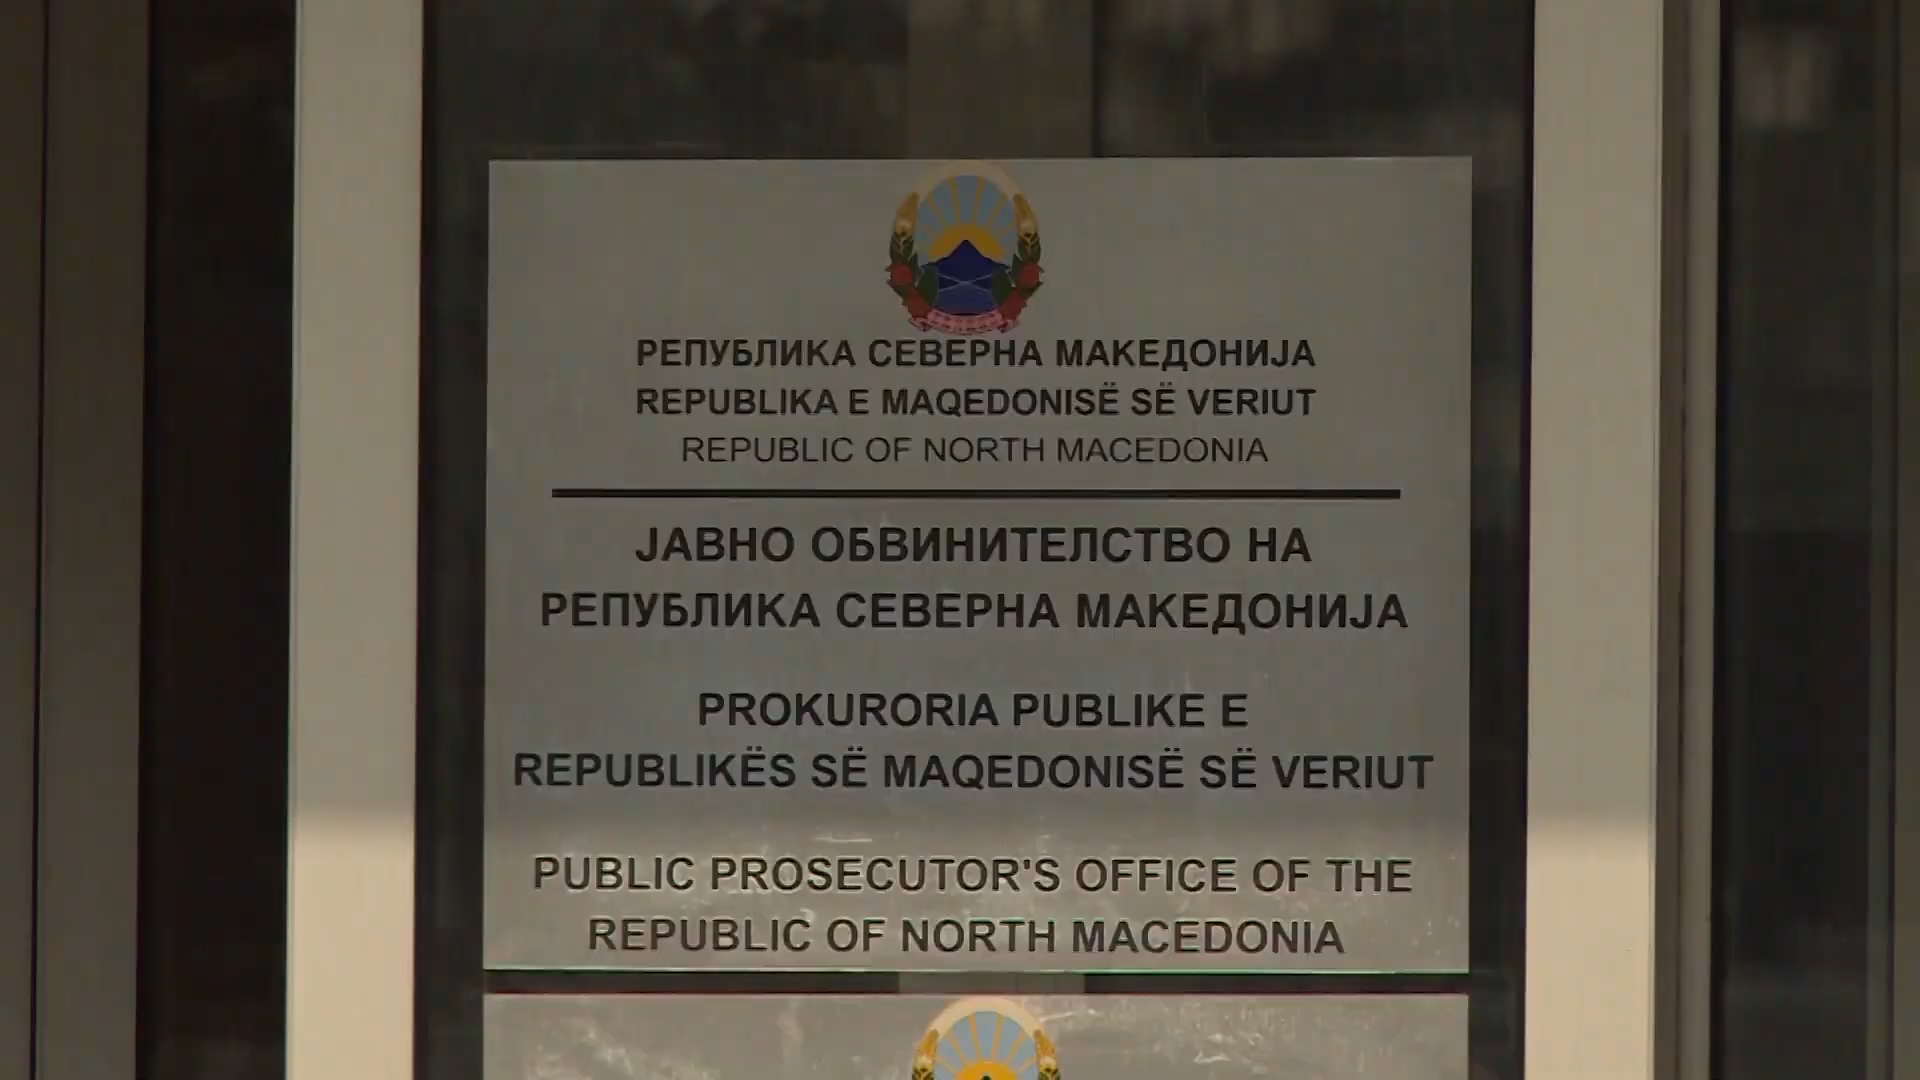 РЕПУБЛИКА СЕВЕРНА МАКЕДОНИЈА
REPUBLIKA E MAQEDONISË SË VERIUT
REPUBLIC OF NORTH MACEDONIA
ЈАВНО ОБВИНИТЕЛСТВО НА
РЕПУБЛИКА СЕВЕРНА МАКЕДОНИЈА
PROKURORIA PUBLIKE E
REPUBLIKËS SË MAQEDONISË SË VERIUT
PUBLIC PROSECUTOR'S OFFICE OF THE
REPUBLIC OF NORTH MACEDONIA